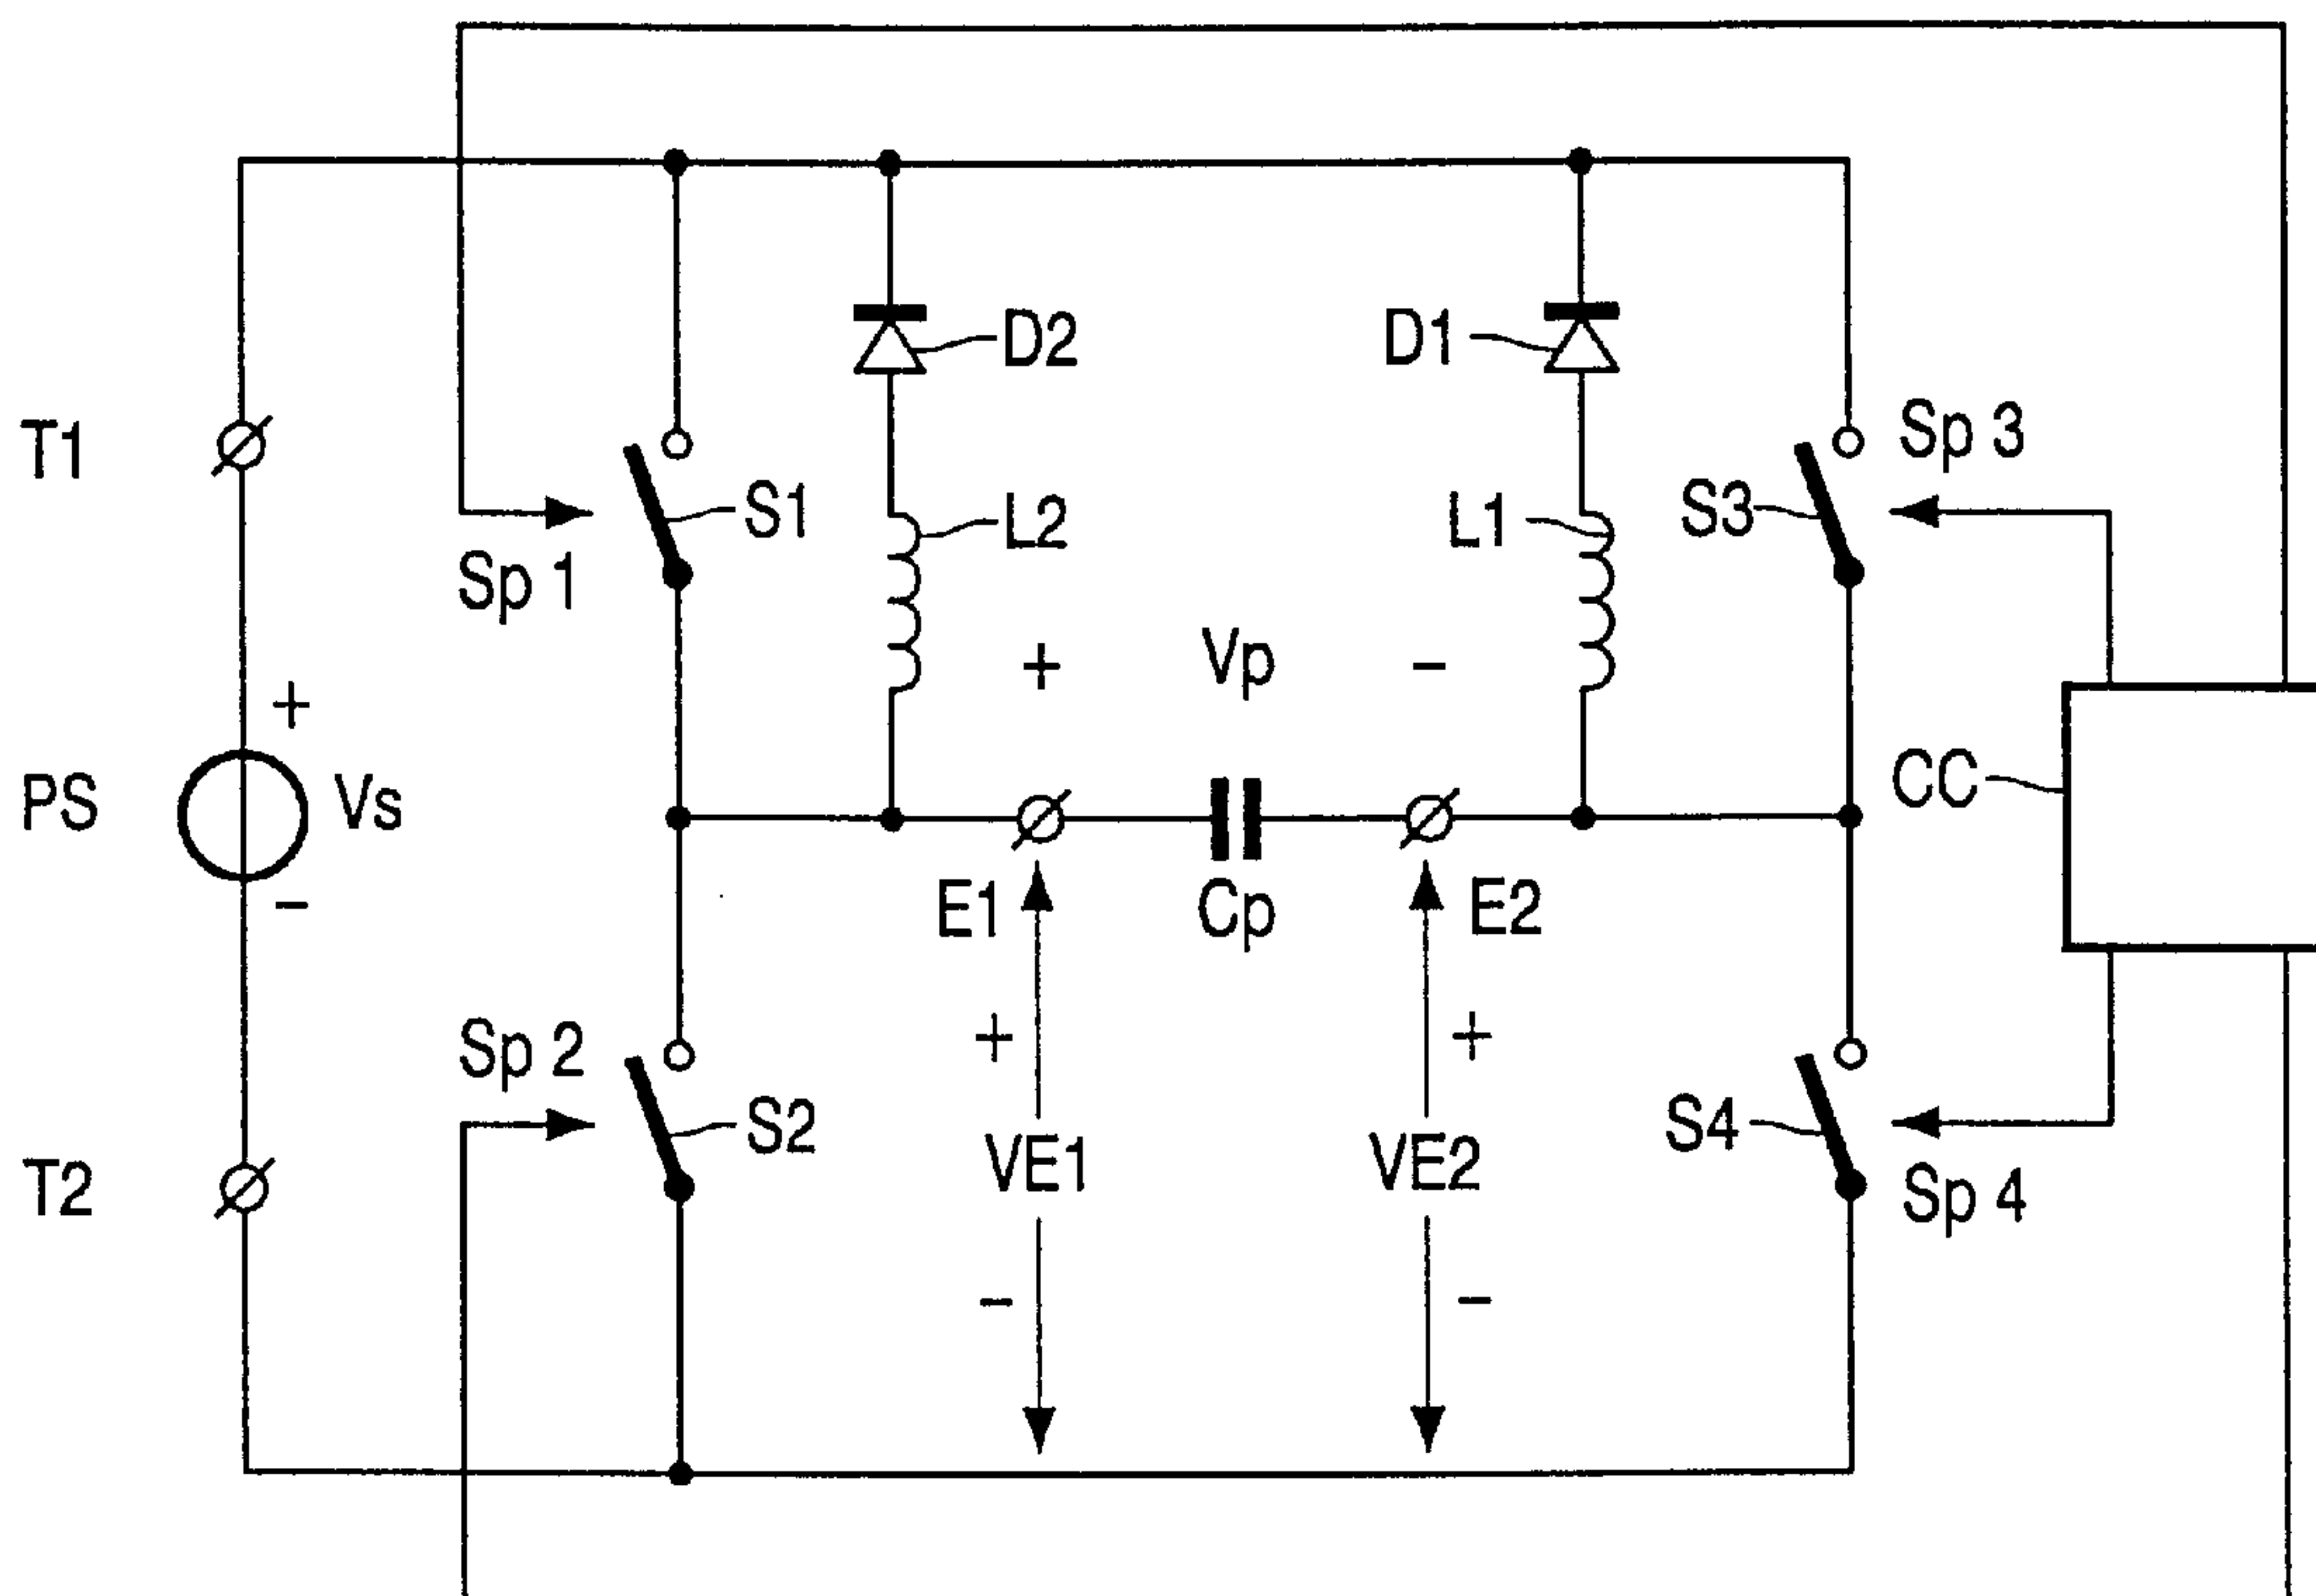 D2
D1
T1
Sp 3
S1
L2
L1
S3
Sp 1
+
Vp
-
+
PS
Vs
CC
-
E1
Cp
E2
Sp 2
+
+
S2
S4
VE1
VE2
T2
Sp 4
-
-